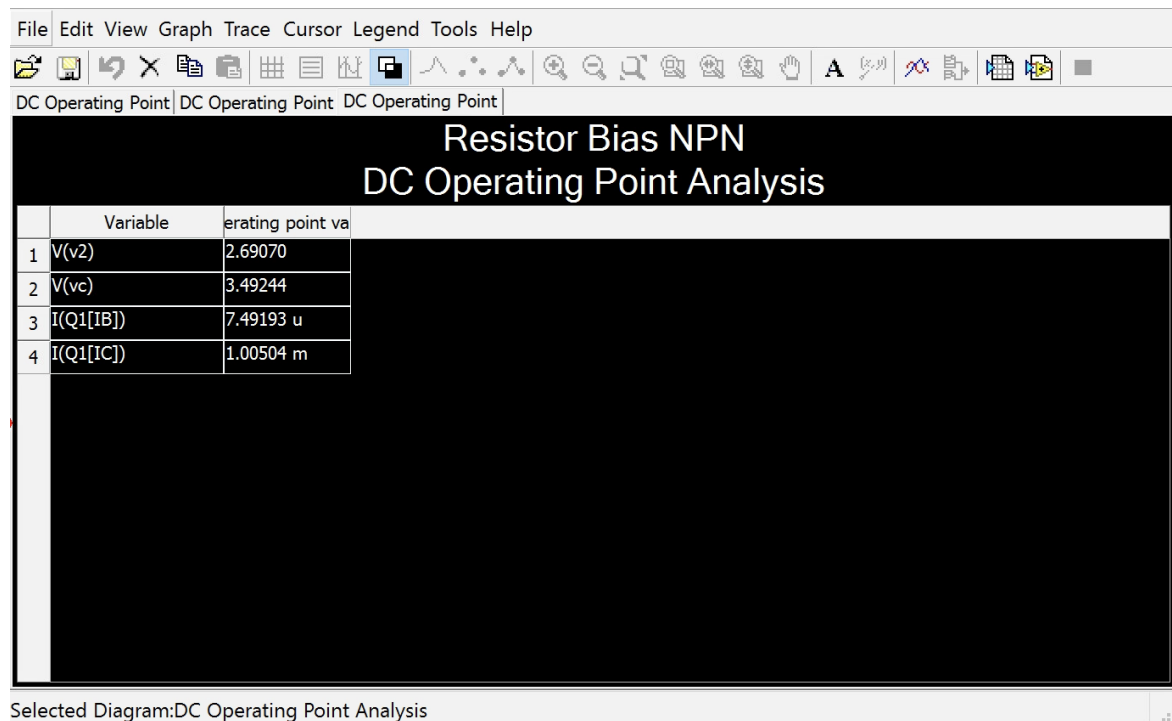 File Edit View Graph Trace Cursor Legend Tools Help
A
DC Operating Point DC Operating Point DC Operating Point
Resistor Bias NPN
DC Operating Point Analysis
Variable erating point va
1 V(v2) 2.69070
2 V(vc) 3.49244
3 I(Q1[IB]) 7.49193 u
4 I(Q1[IC]) 1.00504 m
Selected Diagram:DC Operating Point Analysis